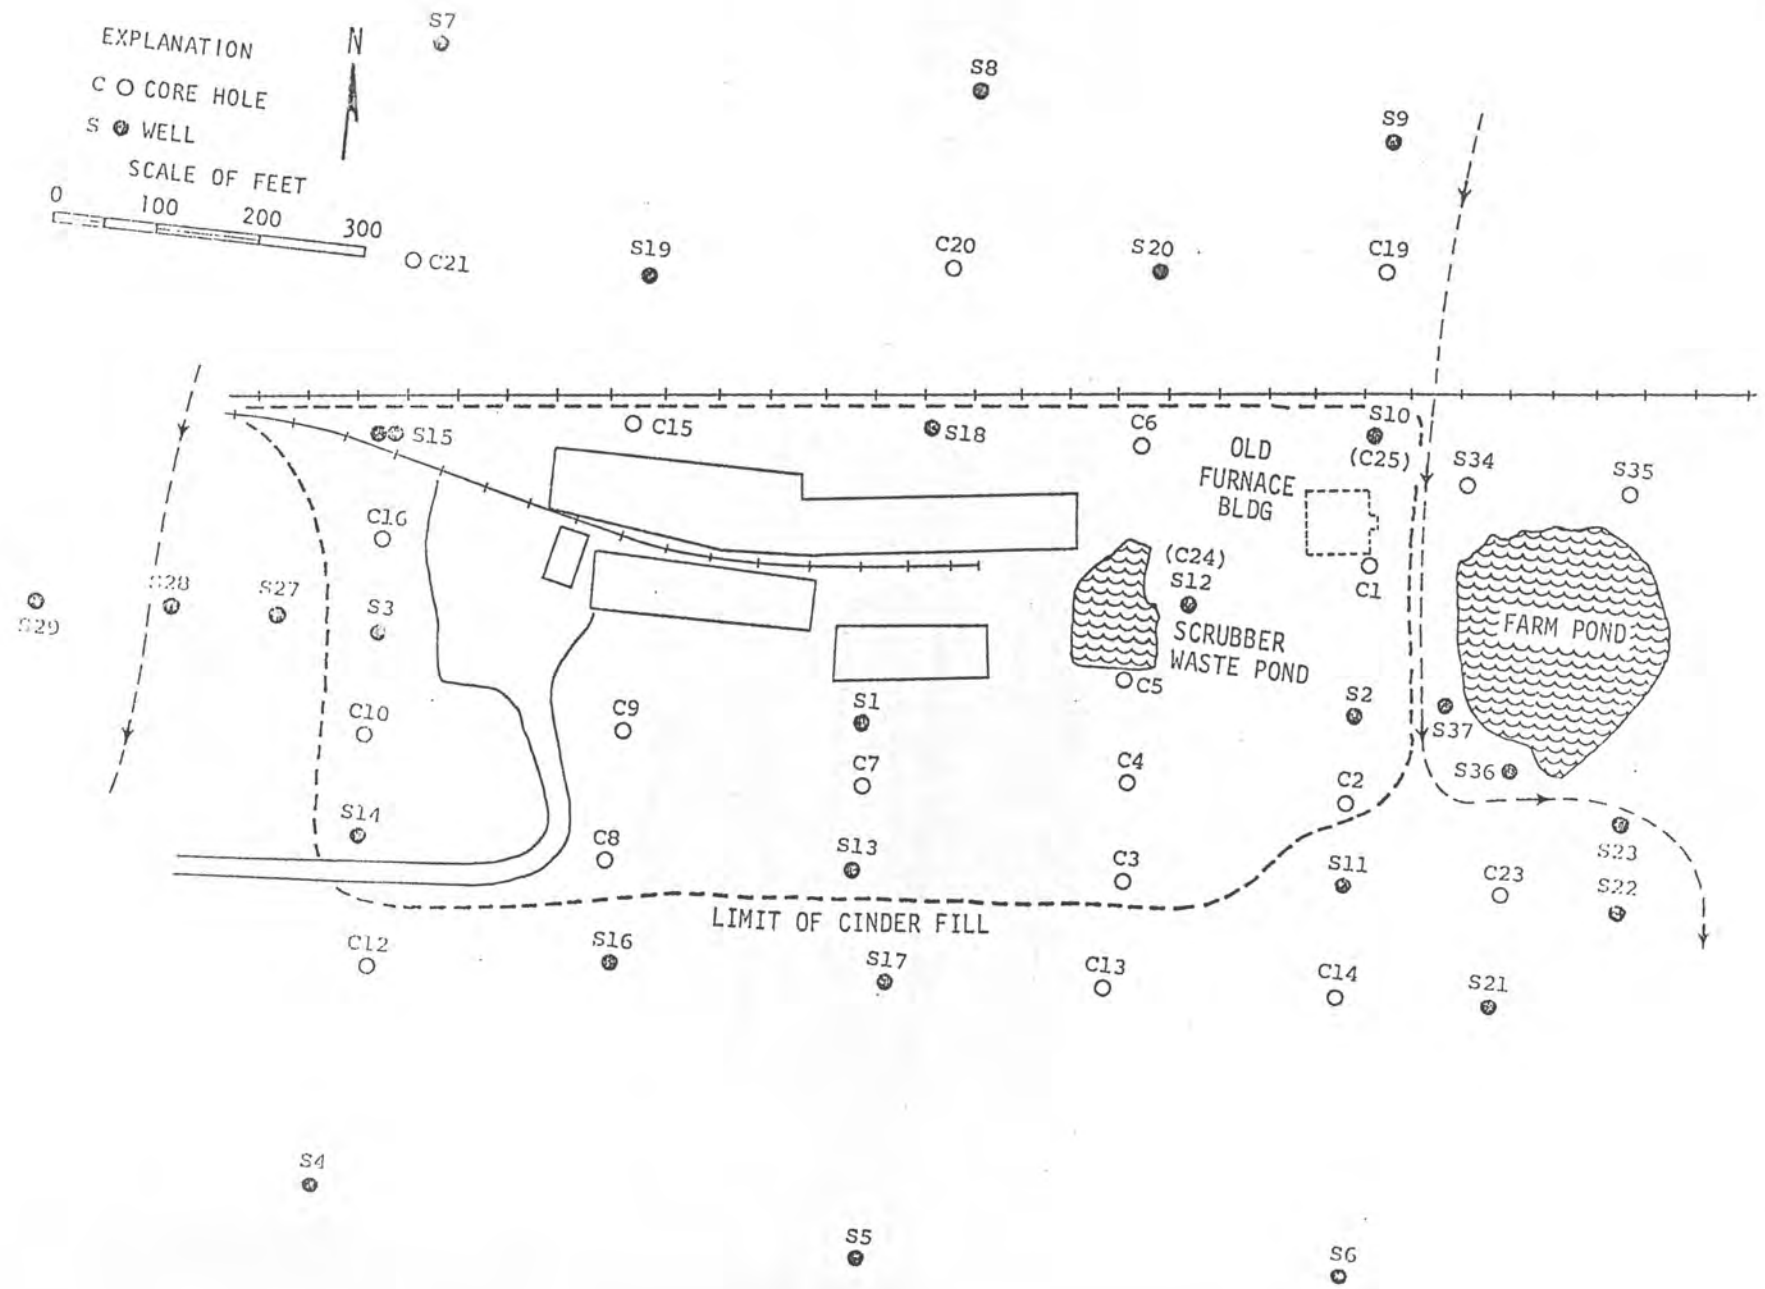 S7
EXPLANATION
N
C O CORE HOLE
S WELL
SCALE OF FEET
0 100 200 300
S8
S9
C21
S19
C20
S20
C19
S15
C15
S18
C6
S10
(C25)
OLD
FURNACE
BLDG
S34
S35
C16
S29
S28
S27
S3
(C24)
S12
C1
SCRUBBER
WASTE POND
FARM POND
C5
C10
C9
S1
S2
S37
C7
C4
C2
S36
S14
C8
S13
C3
S11
C23
S23
S22
LIMIT OF CINDER FILL
C12
S16
S17
C13
C14
S21
S4
S5
S6